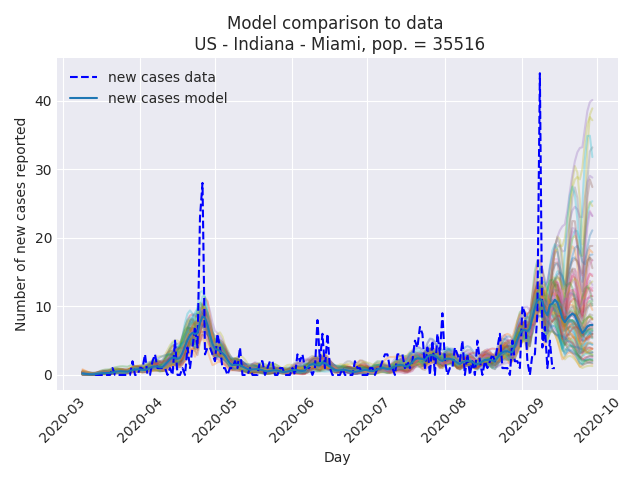 Model comparison to data
US - Indiana - Miami, pop. = 35516
new cases data
new cases model
Number of new cases reported
40
30
20
10
0
2020-03
2020-04
2020-05
2020-06
2020-07
2020-08
2020-09
2020-10
Day